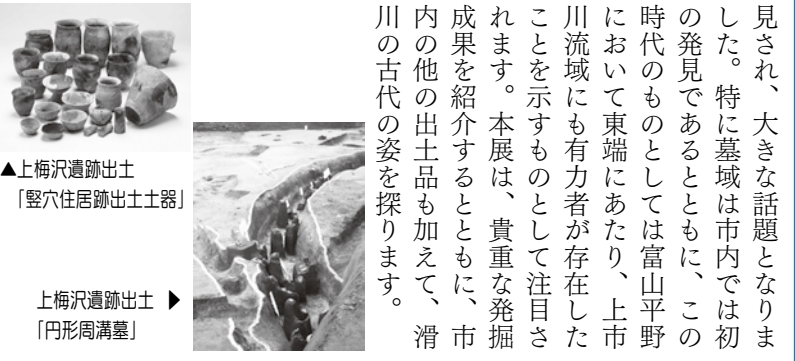 見され、大きな話題となりま
した。特に墓域は市内では初
の発見であるとともに、この
時代のものとしては富山平野
において東端にあたり、上市
川流域にも有力者が存在した
ことを示すものとして注目さ
れます。本展は、貴重な発掘
成果を紹介するとともに、市
内の他の出土品も加えて、滑
川の古代の姿を探ります。
▲上梅沢遺跡出土
「竪穴住居跡出土土器」
上梅沢遺跡出土 ▶
「円形周溝墓」